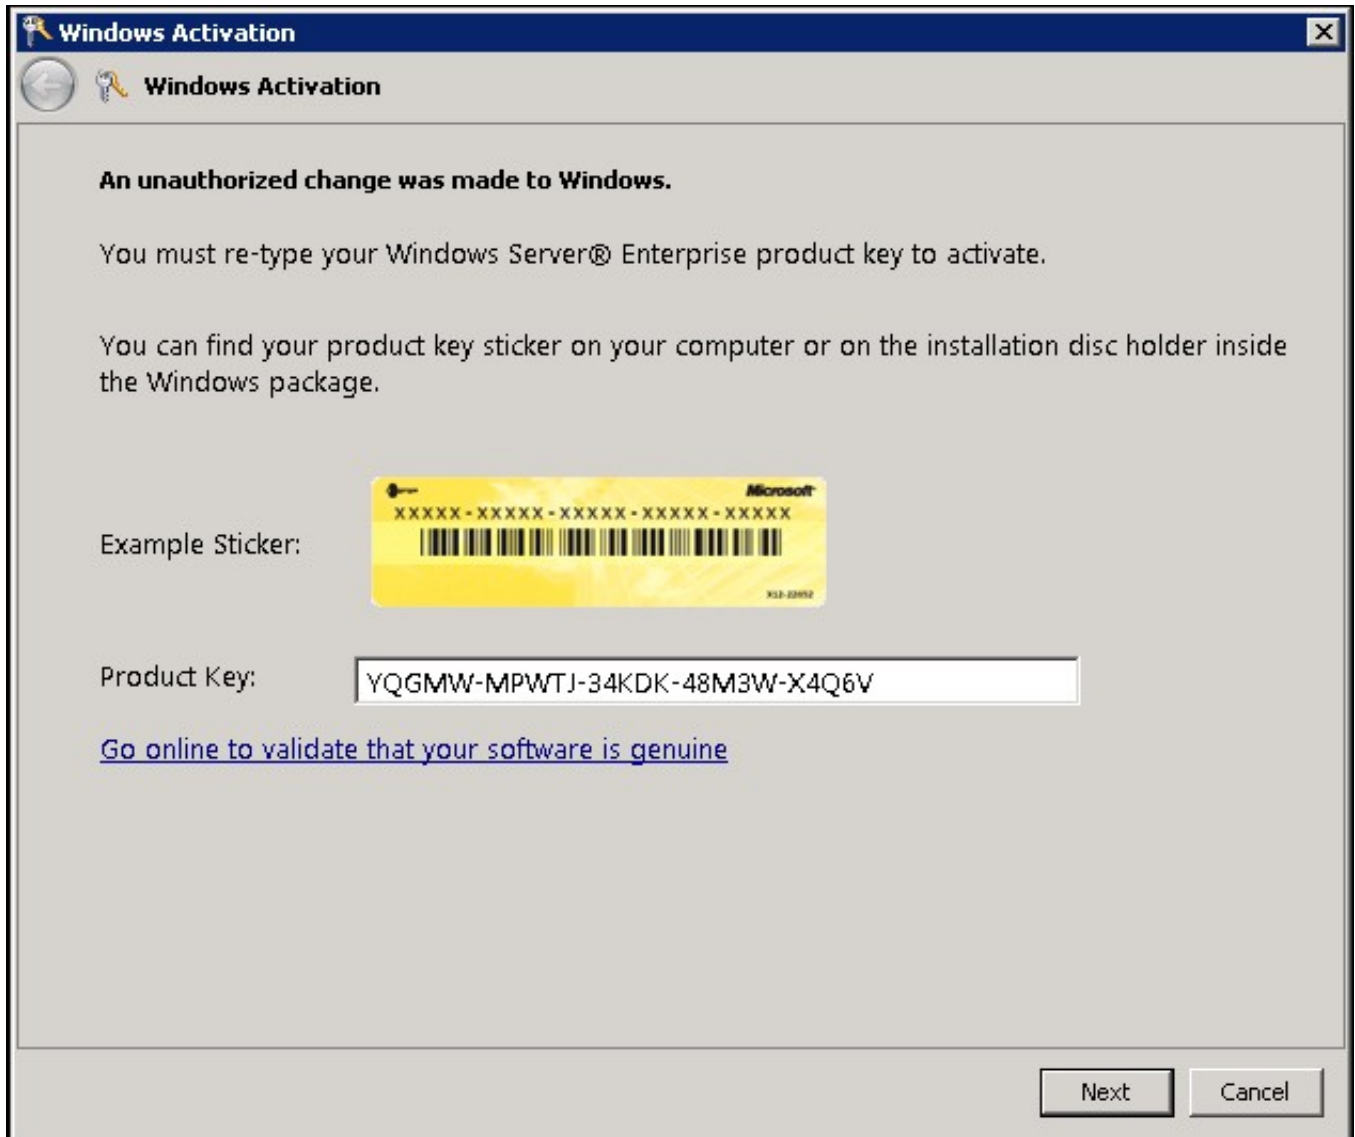 Windows Activation
Windows Activation
An unauthorized change was made to Windows.
You must re-type your Windows Server® Enterprise product key to activate.
You can find your product key sticker on your computer or on the installation disc holder inside
the Windows package.
Microsoft
XXXXX-XXXXX-XXXXX-XXXXX-XXXXX
Example Sticker:
X12-22052
Product Key:
YQGMW-MPWTJ-34KDK-48M3W-X4Q6V
Go online to validate that your software is genuine
Next
Cancel